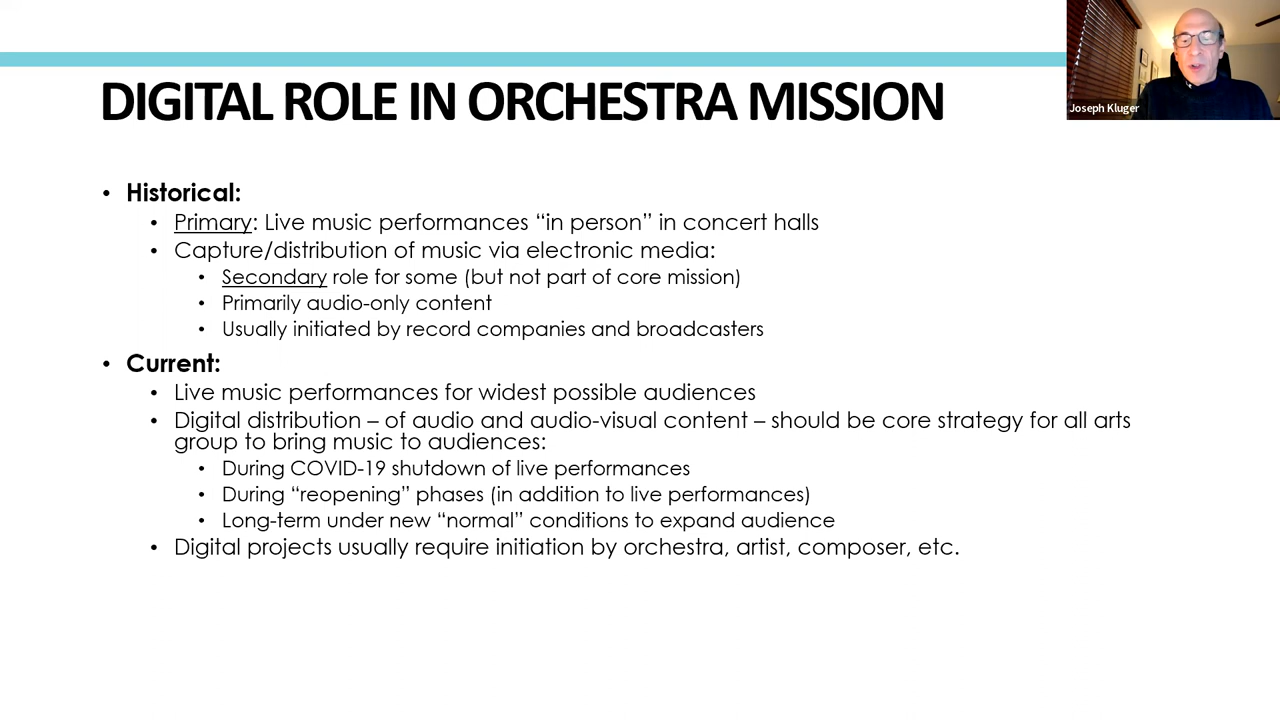 DIGITAL ROLE IN ORCHESTRA MISSION
Joseph Kluger
• Historical:
• Primary: Live music performances “in person” in concert halls
• Capture/distribution of music via electronic media:
• Secondary role for some (but not part of core mission)
• Primarily audio-only content
• Usually initiated by record companies and broadcasters
• Current:
• Live music performances for widest possible audiences
• Digital distribution – of audio and audio-visual content – should be core strategy for all arts
group to bring music to audiences:
• During COVID-19 shutdown of live performances
• During “reopening” phases (in addition to live performances)
• Long-term under new “normal” conditions to expand audience
• Digital projects usually require initiation by orchestra, artist, composer, etc.